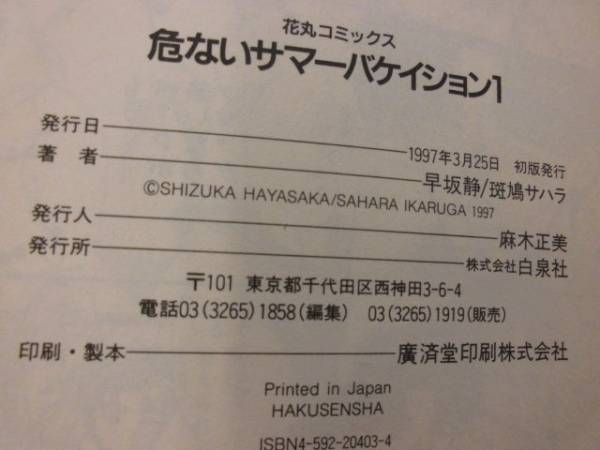 花丸コミックス
危ないサマーバケイション1
発行日 1997年3月25日 初版発行
著者 早坂静/斑鳩サハラ
©SHIZUKA HAYASAKA/SAHARA IKARUGA 1997
発行人 麻木正美
発行所 株式会社白泉社
〒101 東京都千代田区西神田3-6-4
電話03(3265)1858(編集) 03(3265)1919(販売)
印刷・製本 廣済堂印刷株式会社
Printed in Japan
HAKUSENSHA
ISBN4-592-20403-4